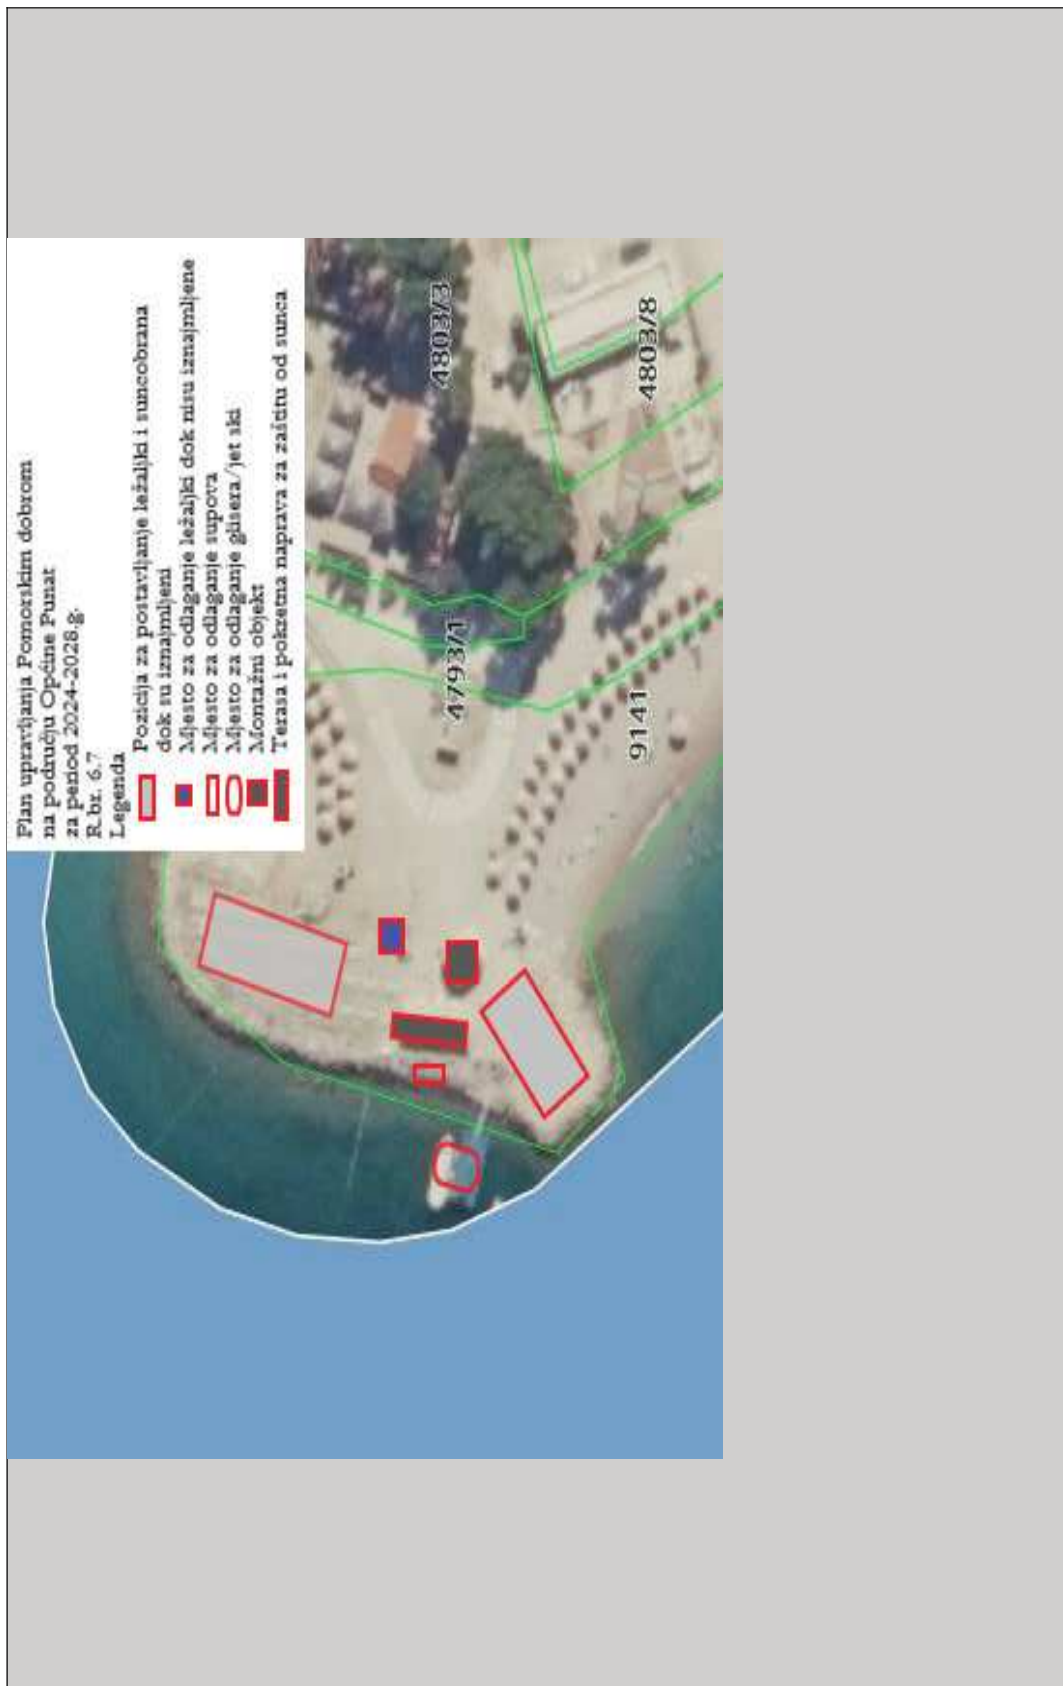 Plan upravljanja Pomorskim dobrom
na području Općine Punat
za period 2024-2028.g.
R.br. 6.7
Legenda
Pozicija za postavljanje ležaljki i suncobrana
dok su iznajmljeni
Mjesto za odlaganje ležaljki dok nisu iznajmljene
Mjesto za odlaganje supova
Mjesto za odlaganje glisera/jet ski
Montažni objekt
Terasa i pokretna naprava za zaštitu od sunca
4803/3
4803/8
4793/1
9141